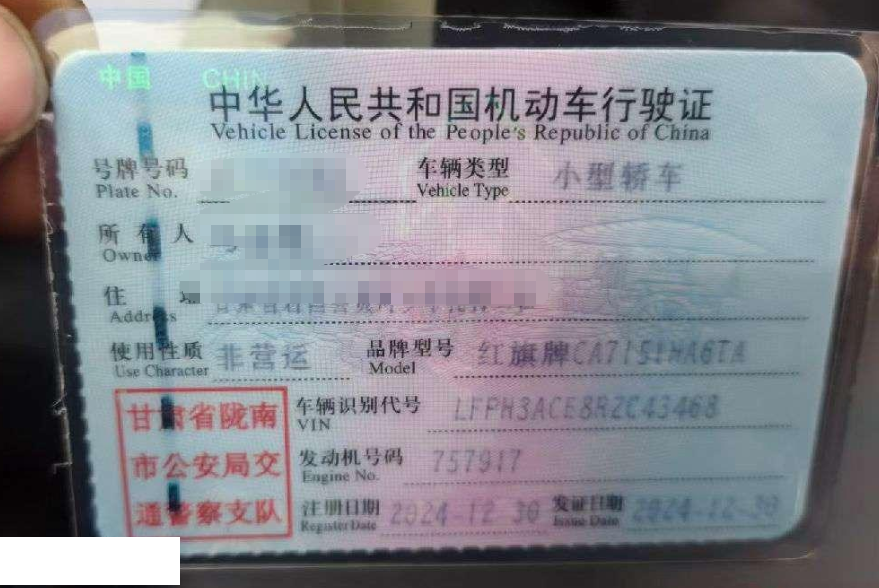 中国 CHINA
中华人民共和国机动车行驶证
Vehicle License of the People's Republic of China
号牌号码 车辆类型 小型轿车
Plate No. Vehicle Type
所有人
Owner
住
Address
使用性质 非营运 品牌型号 红旗牌CA7151HA6TA
Use Character Model
甘肃省陇南 车辆识别代号 LFPH3ACE8R2C43468
VIN
市公安局交 发动机号码 757917
Engine No.
通警察支队 注册日期 2024-12-30 发证日期 2024-12-30
Register Date Issue Date